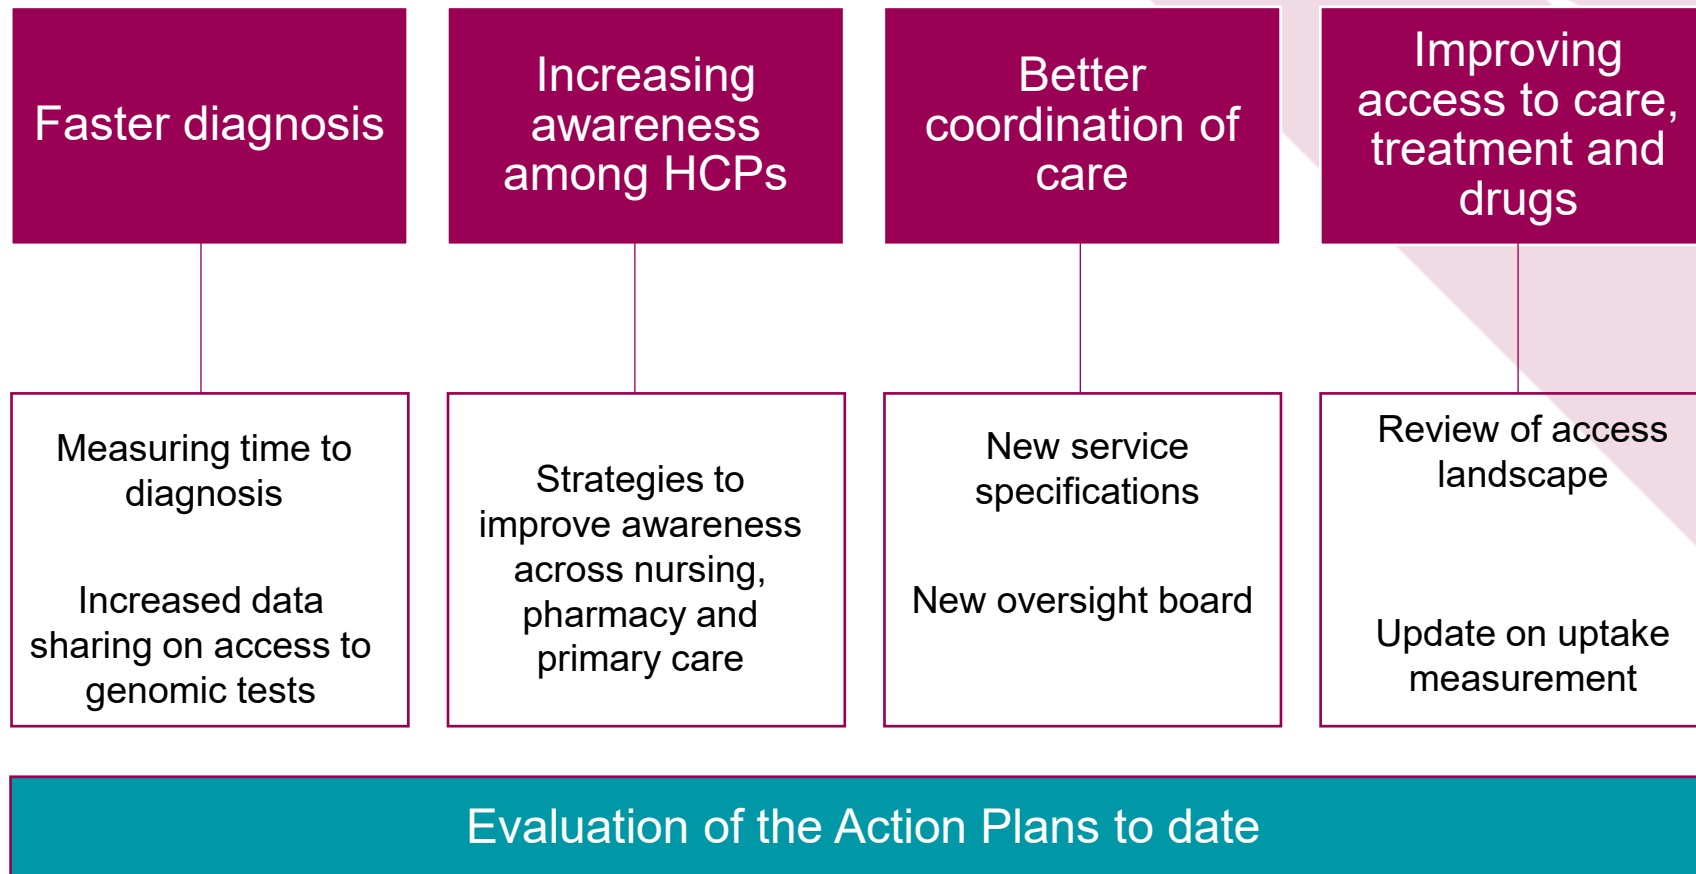 Faster diagnosis
Increasing
awareness
among HCPs
Better
coordination of
care
Improving
access to care,
treatment and
drugs
Measuring time to
diagnosis
Increased data
sharing on access to
genomic tests
Strategies to
improve awareness
across nursing,
pharmacy and
primary care
New service
specifications
New oversight board
Review of access
landscape
Update on uptake
measurement
Evaluation of the Action Plans to date